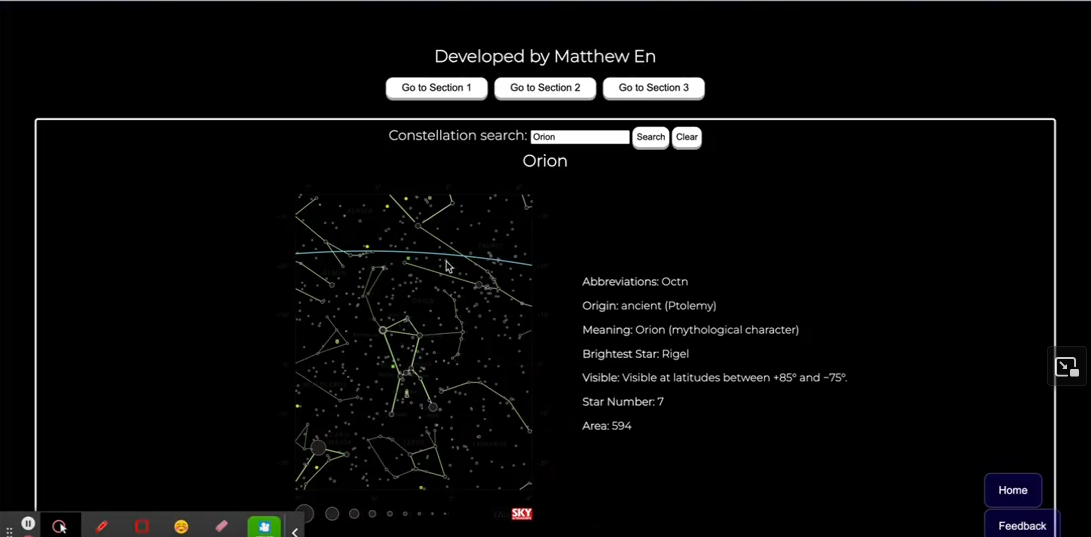 Developed by Matthew En
Go to Section 1 Go to Section 2 Go to Section 3
Constellation search: Orion Search Clear
Orion
Abbreviations: Octn
Origin: ancient (Ptolemy)
Meaning: Orion (mythological character)
Brightest Star: Rigel
Visible: Visible at latitudes between +85° and −75°.
Star Number: 7
Area: 594
SKY
Home
Feedback